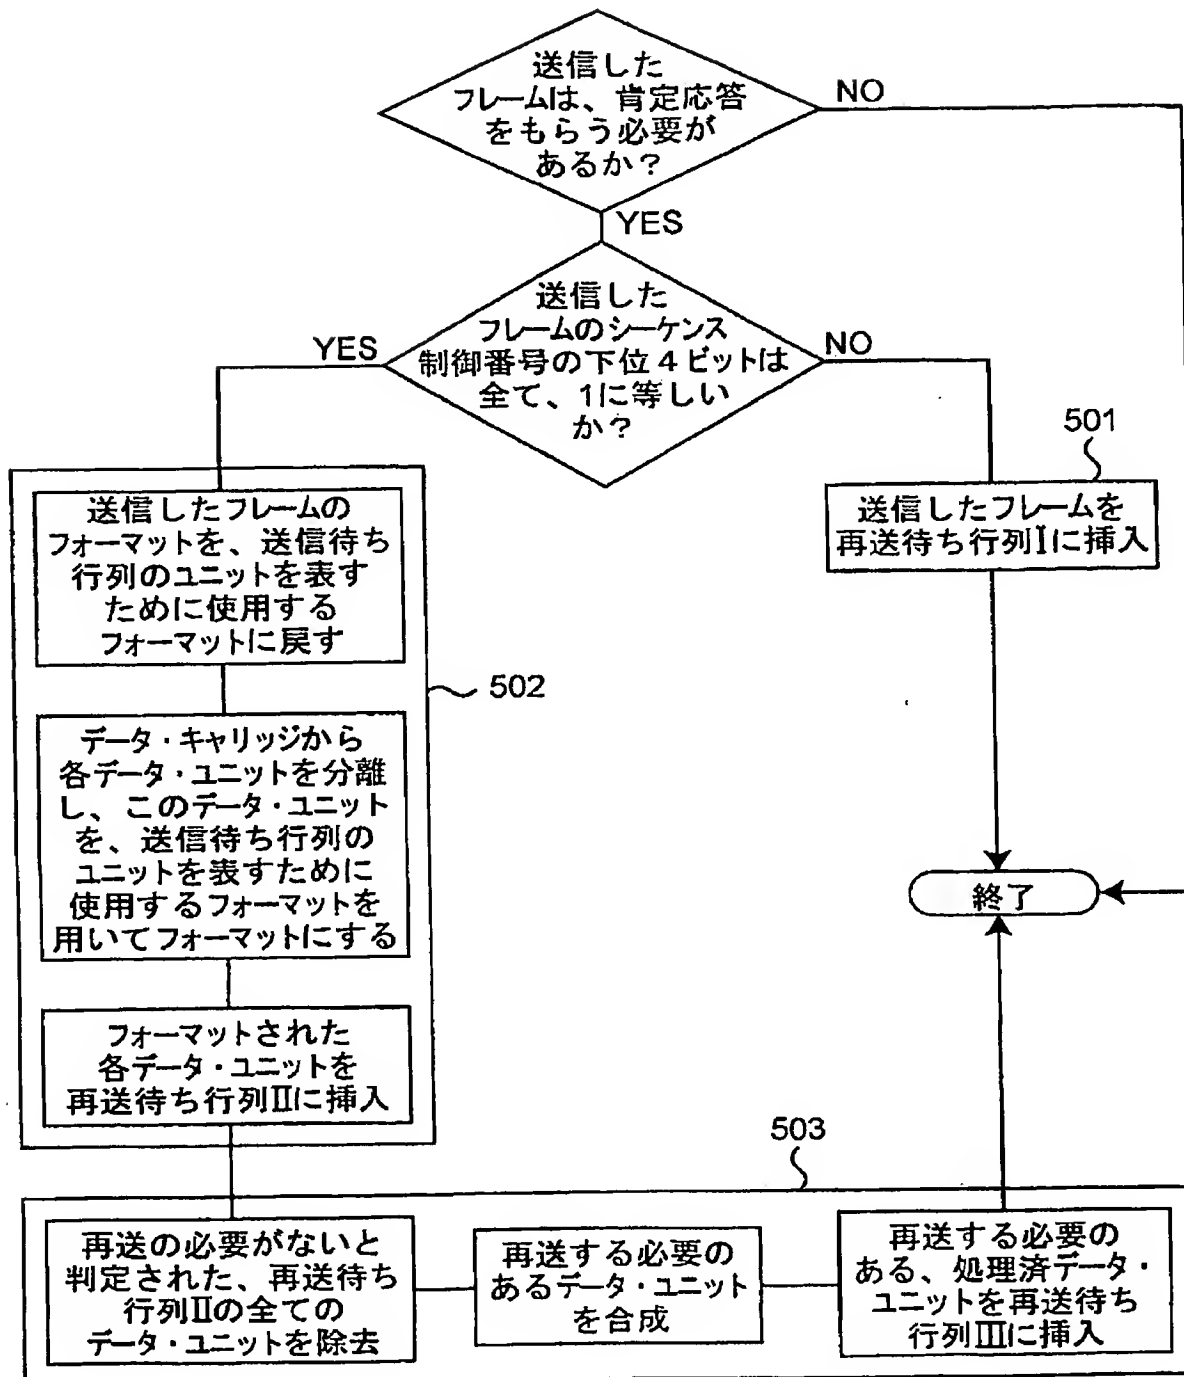 送信した
フレームは、肯定応答
をもらう必要が
あるか？
NO
YES
送信した
フレームのシーケンス
制御番号の下位4ビットは
全て、1に等しい
か？
YES
NO
501
送信したフレームを
再送待ち行列Ⅰに挿入
送信したフレームの
フォーマットを、送信待ち
行列のユニットを表す
ために使用する
フォーマットに戻す
502
データ・キャリッジから
各データ・ユニットを分離
し、このデータ・ユニット
を、送信待ち行列の
ユニットを表すために
使用するフォーマットを
用いてフォーマットにする
終了
フォーマットされた
各データ・ユニットを
再送待ち行列Ⅱに挿入
503
再送の必要がないと
判定された、再送待ち
行列Ⅱの全ての
データ・ユニットを除去
再送する必要の
あるデータ・ユニット
を合成
再送する必要の
ある、処理済データ・
ユニットを再送待ち
行列Ⅲに挿入